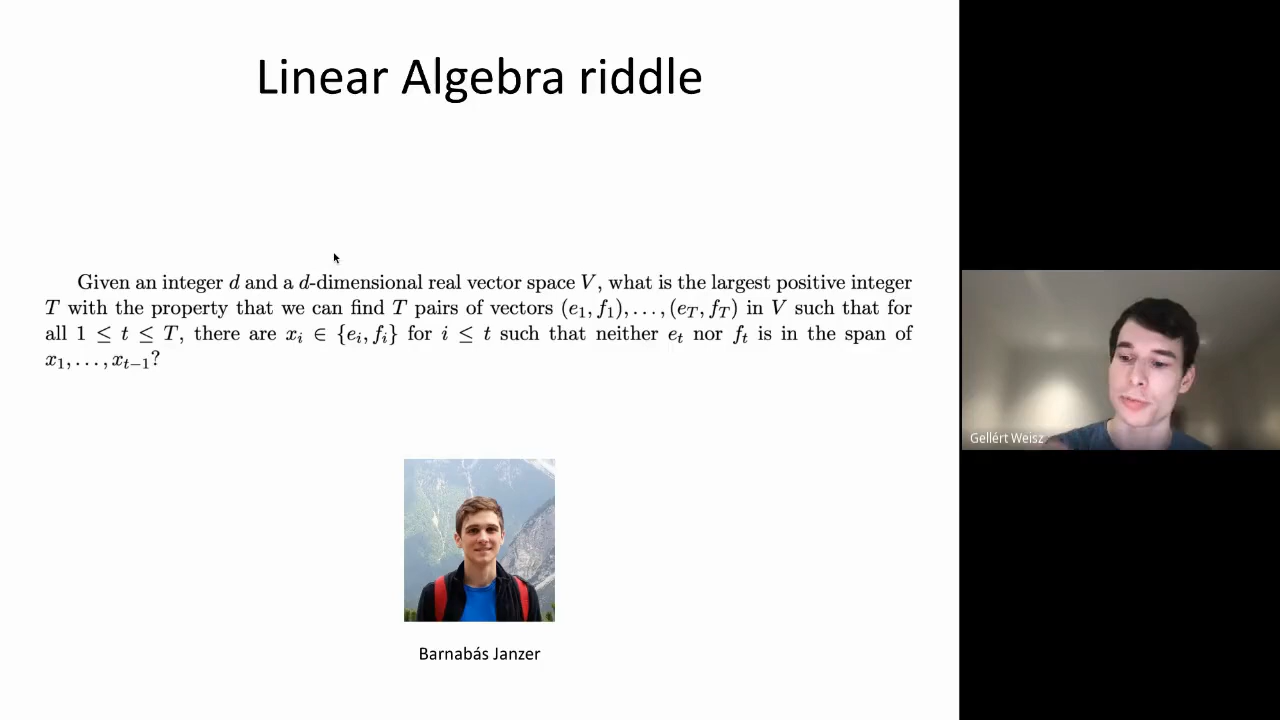 Linear Algebra riddle
Given an integer d and a d-dimensional real vector space V, what is the largest positive integer
T with the property that we can find T pairs of vectors (e₁, f₁), . . . , (e_T, f_T) in V such that for
all 1 ≤ t ≤ T, there are xᵢ ∈ {eᵢ, fᵢ} for i ≤ t such that neither eₜ nor fₜ is in the span of
x₁, . . . , xₜ₋₁?
Gellért Weisz
Barnabás Janzer